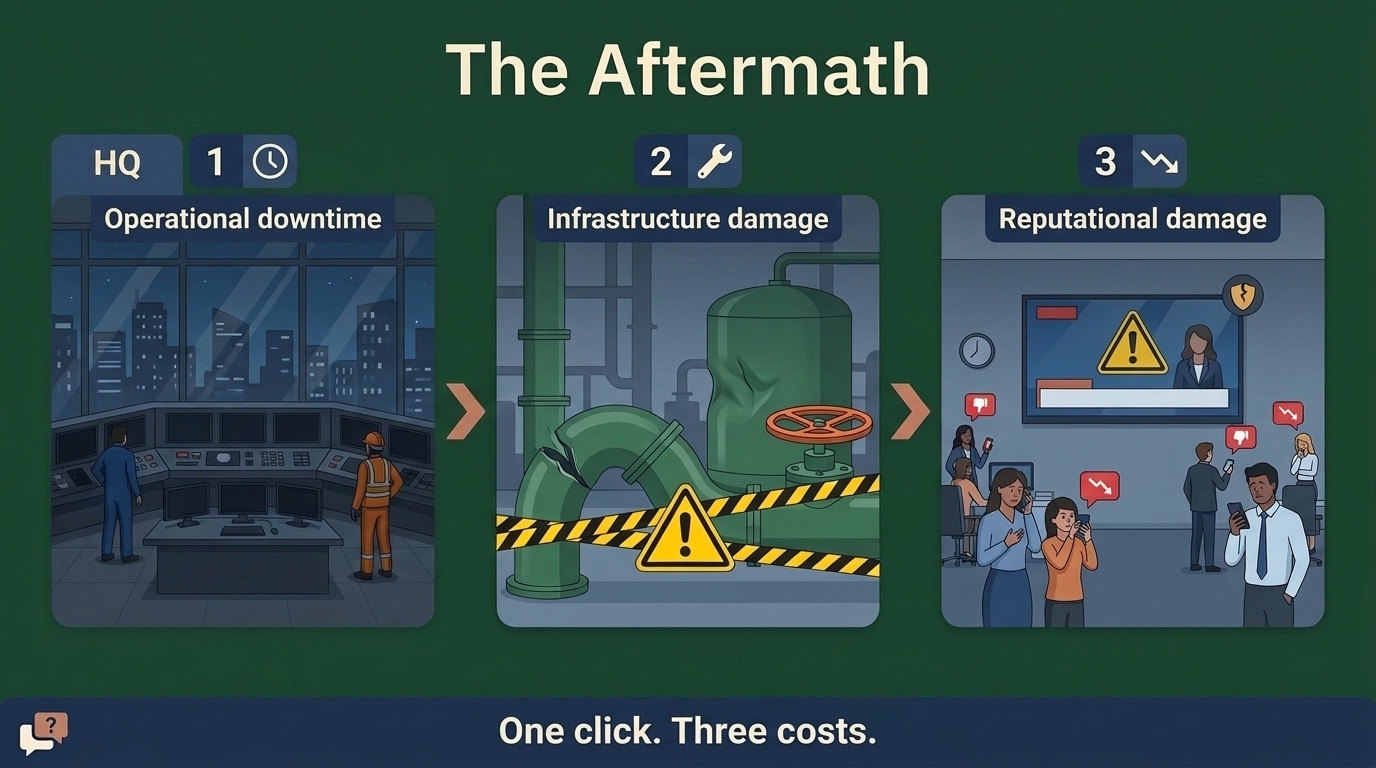 The Aftermath
HQ
1
Operational downtime
2
Infrastructure damage
3
Reputational damage
?
One click. Three costs.